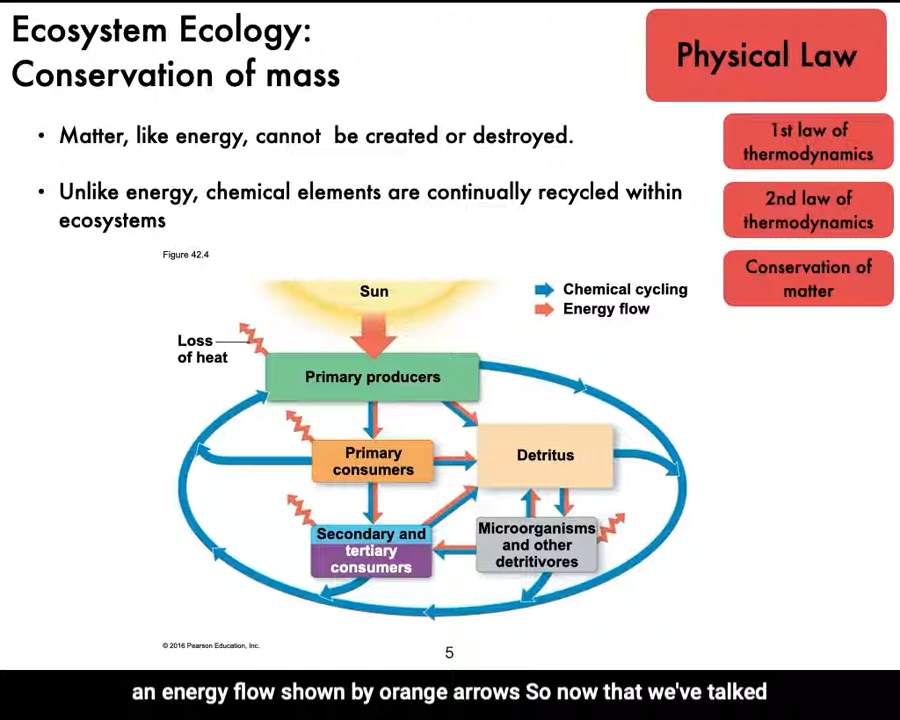 Ecosystem Ecology:
Conservation of mass
Physical Law
1st law of
thermodynamics
2nd law of
thermodynamics
Conservation of
matter
• Matter, like energy, cannot be created or destroyed.
• Unlike energy, chemical elements are continually recycled within
ecosystems
Figure 42.4
Sun
Chemical cycling
Energy flow
Loss
of heat
Primary producers
Primary
consumers
Detritus
Secondary and
tertiary
consumers
Microorganisms
and other
detritivores
© 2016 Pearson Education, Inc.
5
an energy flow shown by orange arrows So now that we've talked